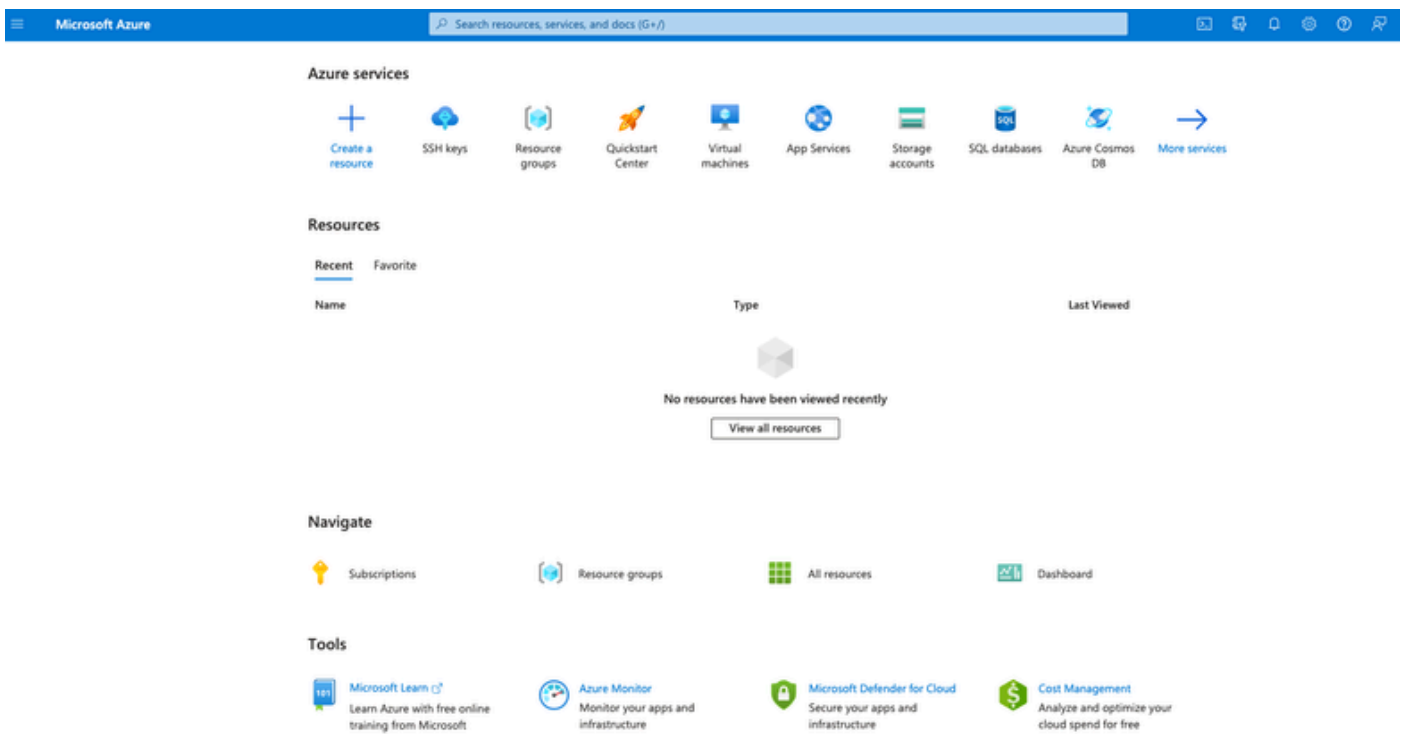 Microsoft Azure
Search resources, services, and docs (G+/)
Azure services
Create a
resource
SSH keys
Resource
groups
Quickstart
Center
Virtual
machines
App Services
Storage
accounts
SQL
SQL databases
Azure Cosmos
DB
More services
Resources
Recent Favorite
Name Type Last Viewed
No resources have been viewed recently
View all resources
Navigate
Subscriptions
Resource groups
All resources
Dashboard
Tools
101
Microsoft Learn
Learn Azure with free online
training from Microsoft
Azure Monitor
Monitor your apps and
infrastructure
Microsoft Defender for Cloud
Secure your apps and
infrastructure
Cost Management
Analyze and optimize your
cloud spend for free